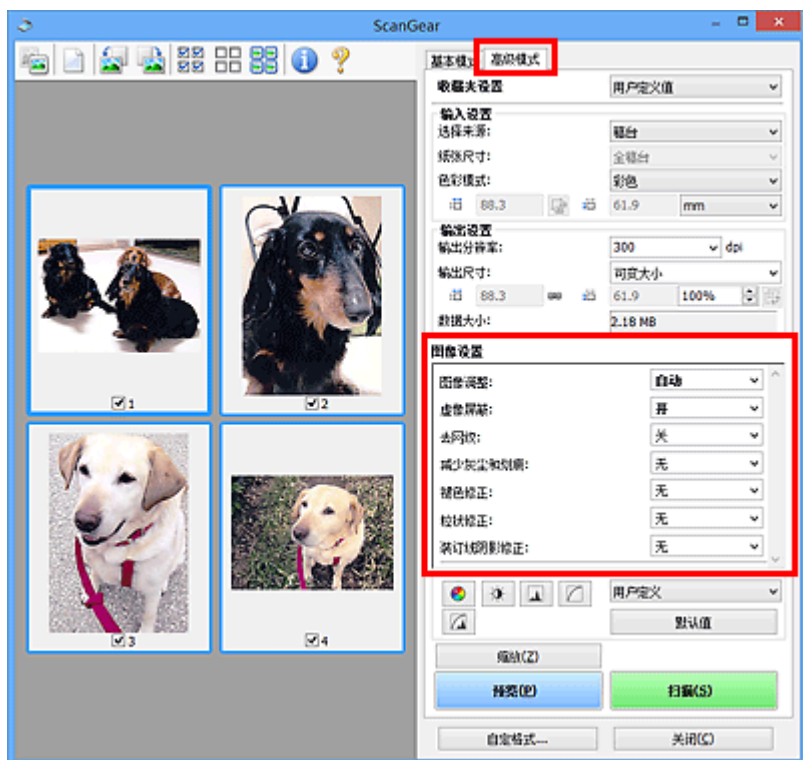 ScanGear
基本模式 高级模式
收藏夹设置 用户定义值
输入设置
选择来源: 稿台
纸张尺寸: 全稿台
色彩模式: 彩色
88.3 61.9 mm
输出设置
输出分辨率: 300 dpi
输出尺寸: 可变大小
88.3 61.9 100%
数据大小: 2.18 MB
图像设置
图像调整: 自动
虚像屏蔽: 开
去网纹: 关
减少灰尘和划痕: 无
褪色修正: 无
粒状修正: 无
装订线阴影修正: 无
用户定义
默认值
缩放(Z)
预览(P) 扫描(S)
自定格式... 关闭(C)
1
2
3
4